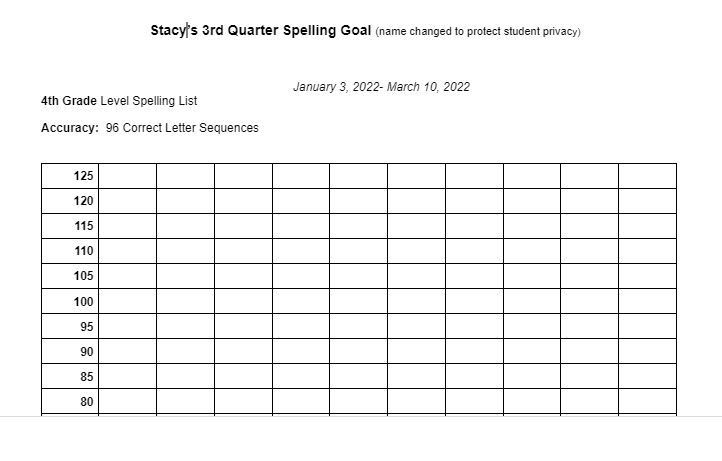 Stacy's 3rd Quarter Spelling Goal (name changed to protect student privacy)
January 3, 2022- March 10, 2022
4th Grade Level Spelling List
Accuracy: 96 Correct Letter Sequences
125
120
115
110
105
100
95
90
85
80